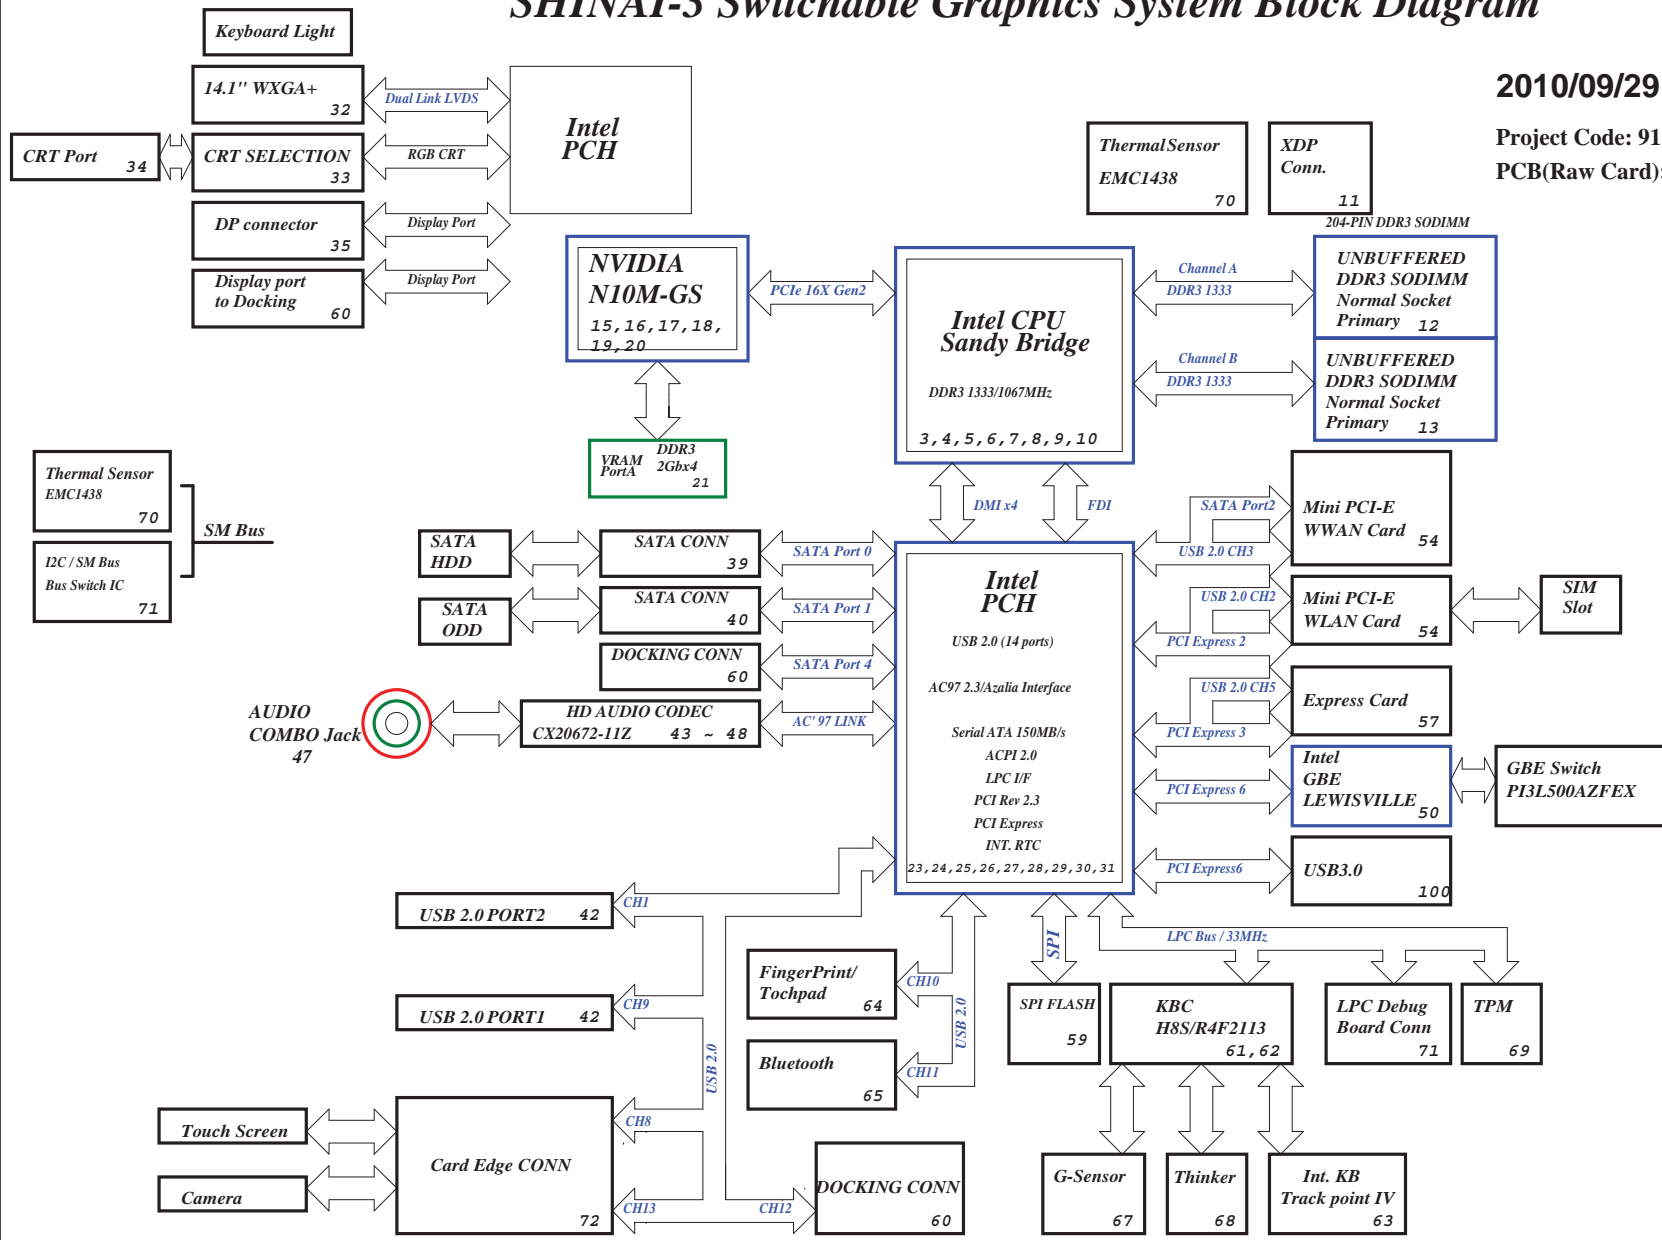 SHINAI-3 Switchable Graphics System Block Diagram
Keyboard Light
14.1" WXGA+
32
Dual Link LVDS
Intel
PCH
2010/09/29
Project Code: 91
PCB(Raw Card):
CRT Port
34
CRT SELECTION
33
RGB CRT
ThermalSensor
EMC1438
70
XDP
Conn.
11
DP connector
35
Display Port
204-PIN DDR3 SODIMM
Display port
to Docking
60
Display Port
NVIDIA
N10M-GS
15,16,17,18,
19,20
PCIe 16X Gen2
Intel CPU
Sandy Bridge
DDR3 1333/1067MHz
3,4,5,6,7,8,9,10
Channel A
DDR3 1333
UNBUFFERED
DDR3 SODIMM
Normal Socket
Primary 12
Channel B
DDR3 1333
UNBUFFERED
DDR3 SODIMM
Normal Socket
Primary 13
VRAM
PortA
DDR3
2Gbx4
21
Thermal Sensor
EMC1438
70
SM Bus
I2C / SM Bus
Bus Switch IC
71
DMI x4
FDI
SATA
HDD
SATA CONN
39
SATA Port 0
SATA
ODD
SATA CONN
40
SATA Port 1
DOCKING CONN
60
SATA Port 4
AUDIO
COMBO Jack
47
HD AUDIO CODEC
CX20672-11Z 43 ~ 48
AC'97 LINK
Intel
PCH
USB 2.0 (14 ports)
AC97 2.3/Azalia Interface
Serial ATA 150MB/s
ACPI 2.0
LPC I/F
PCI Rev 2.3
PCI Express
INT. RTC
23,24,25,26,27,28,29,30,31
SATA Port2
USB 2.0 CH3
Mini PCI-E
WWAN Card
54
USB 2.0 CH2
PCI Express 2
Mini PCI-E
WLAN Card
54
SIM
Slot
USB 2.0 CH5
PCI Express 3
Express Card
57
PCI Express 6
Intel
GBE
LEWISVILLE
50
GBE Switch
PI3L500AZFEX
PCI Express6
USB3.0
100
USB 2.0 PORT2 42
CH1
USB 2.0 PORT1 42
CH9
USB 2.0
FingerPrint/
Tochpad
64
CH10
USB 2.0
Bluetooth
65
CH11
SPI
LPC Bus / 33MHz
SPI FLASH
59
KBC
H8S/R4F2113
61,62
LPC Debug
Board Conn
71
TPM
69
Touch Screen
Camera
Card Edge CONN
72
CH8
CH13
CH12
DOCKING CONN
60
G-Sensor
67
Thinker
68
Int. KB
Track point IV
63